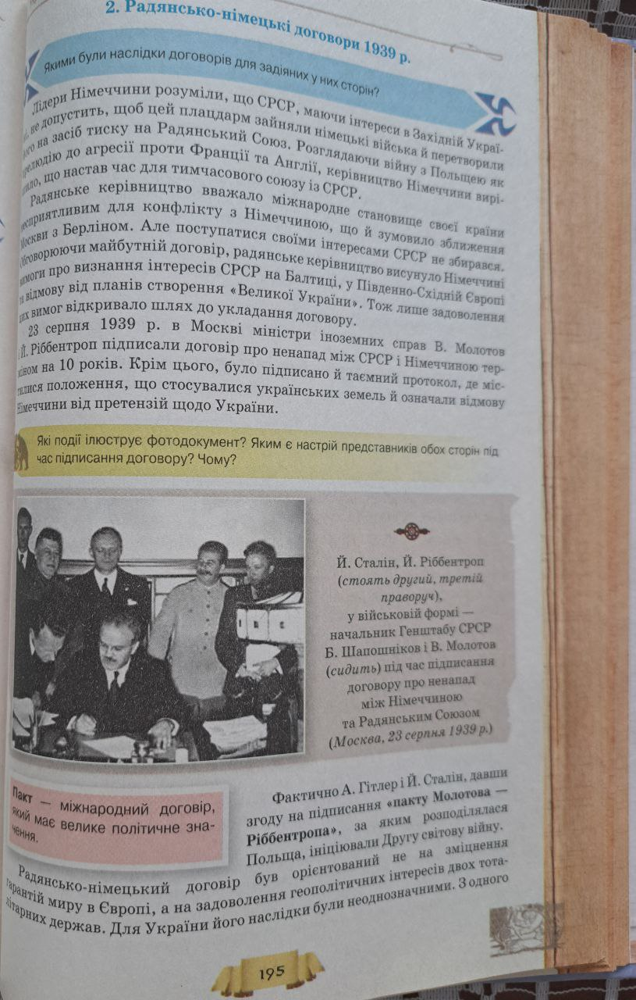 2. Радянсько-німецькі договори 1939 р.
Якими були наслідки договорів для задіяних у них сторін?
Лідери Німеччини розуміли, що СРСР, маючи інтереси в Західній Украї-
не допустить, щоб цей плацдарм зайняли німецькі війська й перетворили
його на засіб тиску на Радянський Союз. Розглядаючи війну з Польщею як
прелюдію до агресії проти Франції та Англії, керівництво Німеччини вирі-
шило, що настав час для тимчасового союзу із СРСР.
Радянське керівництво вважало міжнародне становище своєї країни
несприятливим для конфлікту з Німеччиною, що й зумовило зближення
Москви з Берліном. Але поступатися своїми інтересами СРСР не збирався.
Обговорюючи майбутній договір, радянське керівництво висунуло Німеччині
вимоги про визнання інтересів СРСР на Балтиці, у Південно-Східній Європі
та відмову від планів створення «Великої України». Тож лише задоволення
цих вимог відкривало шлях до укладання договору.
23 серпня 1939 р. в Москві міністри іноземних справ В. Молотов
і Й. Ріббентроп підписали договір про ненапад між СРСР і Німеччиною тер-
міном на 10 років. Крім цього, було підписано й таємний протокол, де міс-
тилися положення, що стосувалися українських земель й означали відмову
Німеччини від претензій щодо України.
Які події ілюструє фотодокумент? Яким є настрій представників обох сторін під
час підписання договору? Чому?
Й. Сталін, Й. Ріббентроп
(стоять другий, третій
праворуч),
у військовій формі —
начальник Генштабу СРСР
Б. Шапошніков і В. Молотов
(сидить) під час підписання
договору про ненапад
між Німеччиною
та Радянським Союзом
(Москва, 23 серпня 1939 р.)
Пакт — міжнародний договір,
який має велике політичне зна-
чення.
Фактично А. Гітлер і Й. Сталін, давши
згоду на підписання «пакту Молотова —
Ріббентропа», за яким розподілялася
Польща, ініціювали Другу світову війну.
Радянсько-німецький договір був орієнтований не на зміцнення
гарантій миру в Європі, а на задоволення геополітичних інтересів двох тота-
літарних держав. Для України його наслідки були неоднозначними. З одного
195